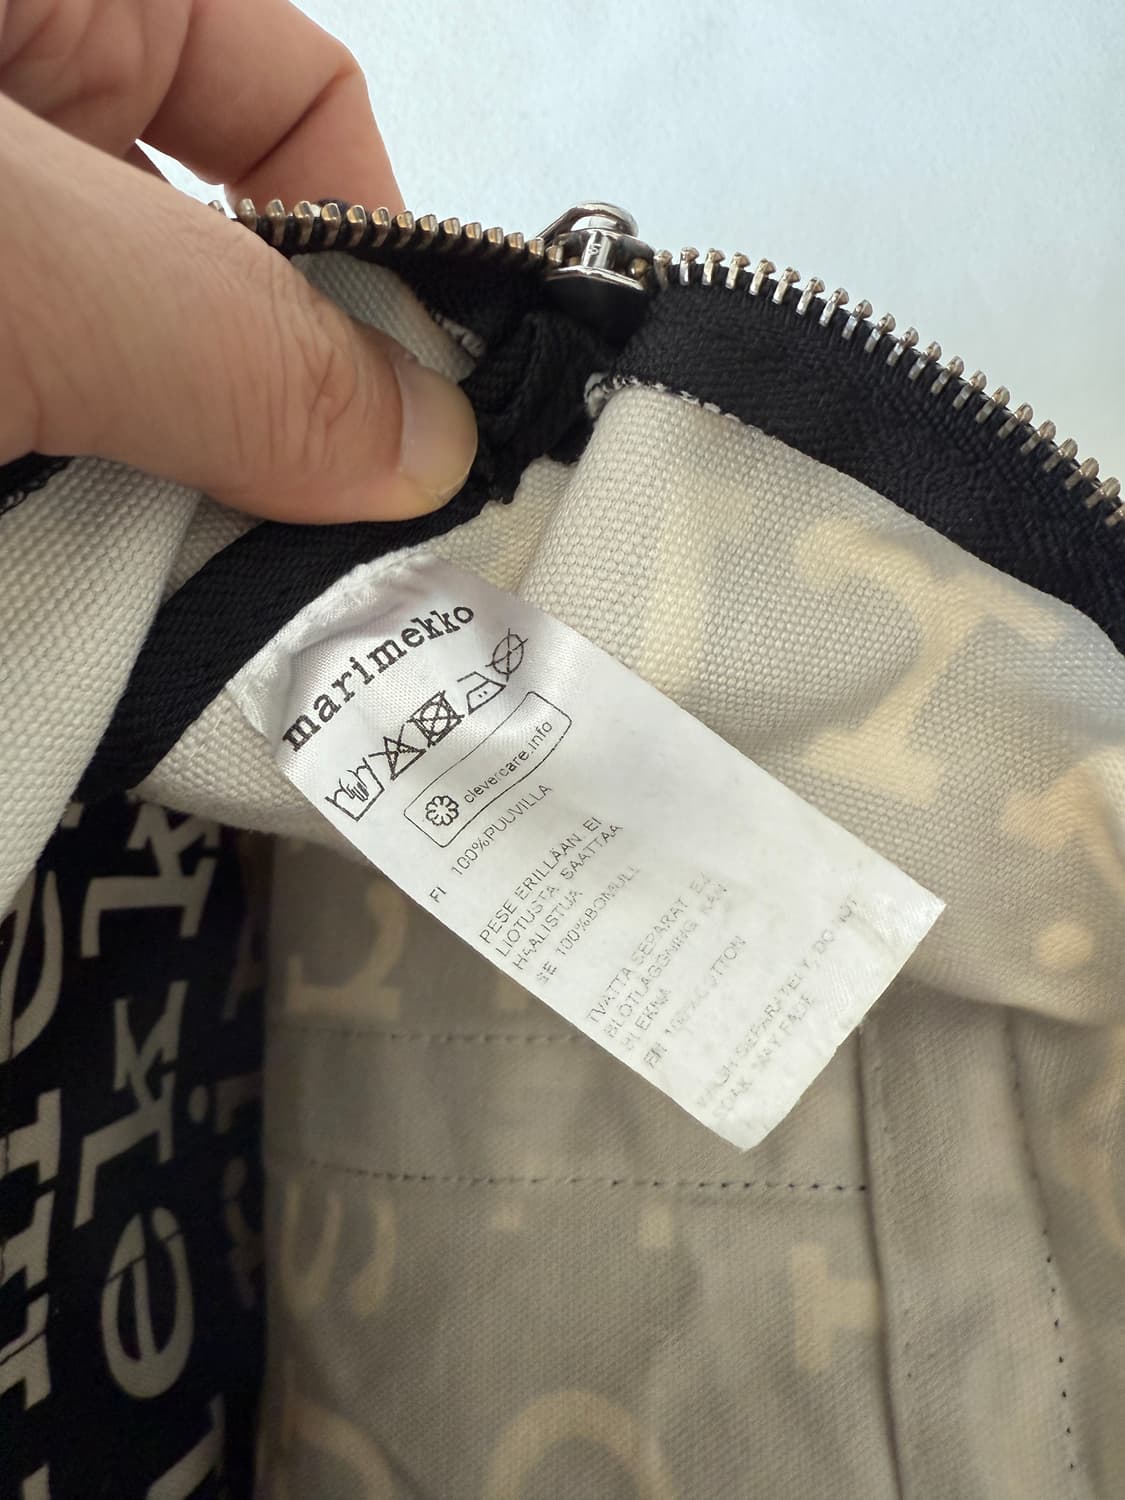 marimekko
clevercare.info
FI 100%PUUVILLA
PESE ERILLÄÄN. EI
LIOTUSTA. SAATTAA
HAALISTUA
SE 100%BOMULL
TVÄTTA SEPARAT. EJ
BLÖTLÄGGNING. KAN
BLEKNA
EN 100%COTTON
WASH SEPARATELY, DO NOT
SOAK. MAY FADE